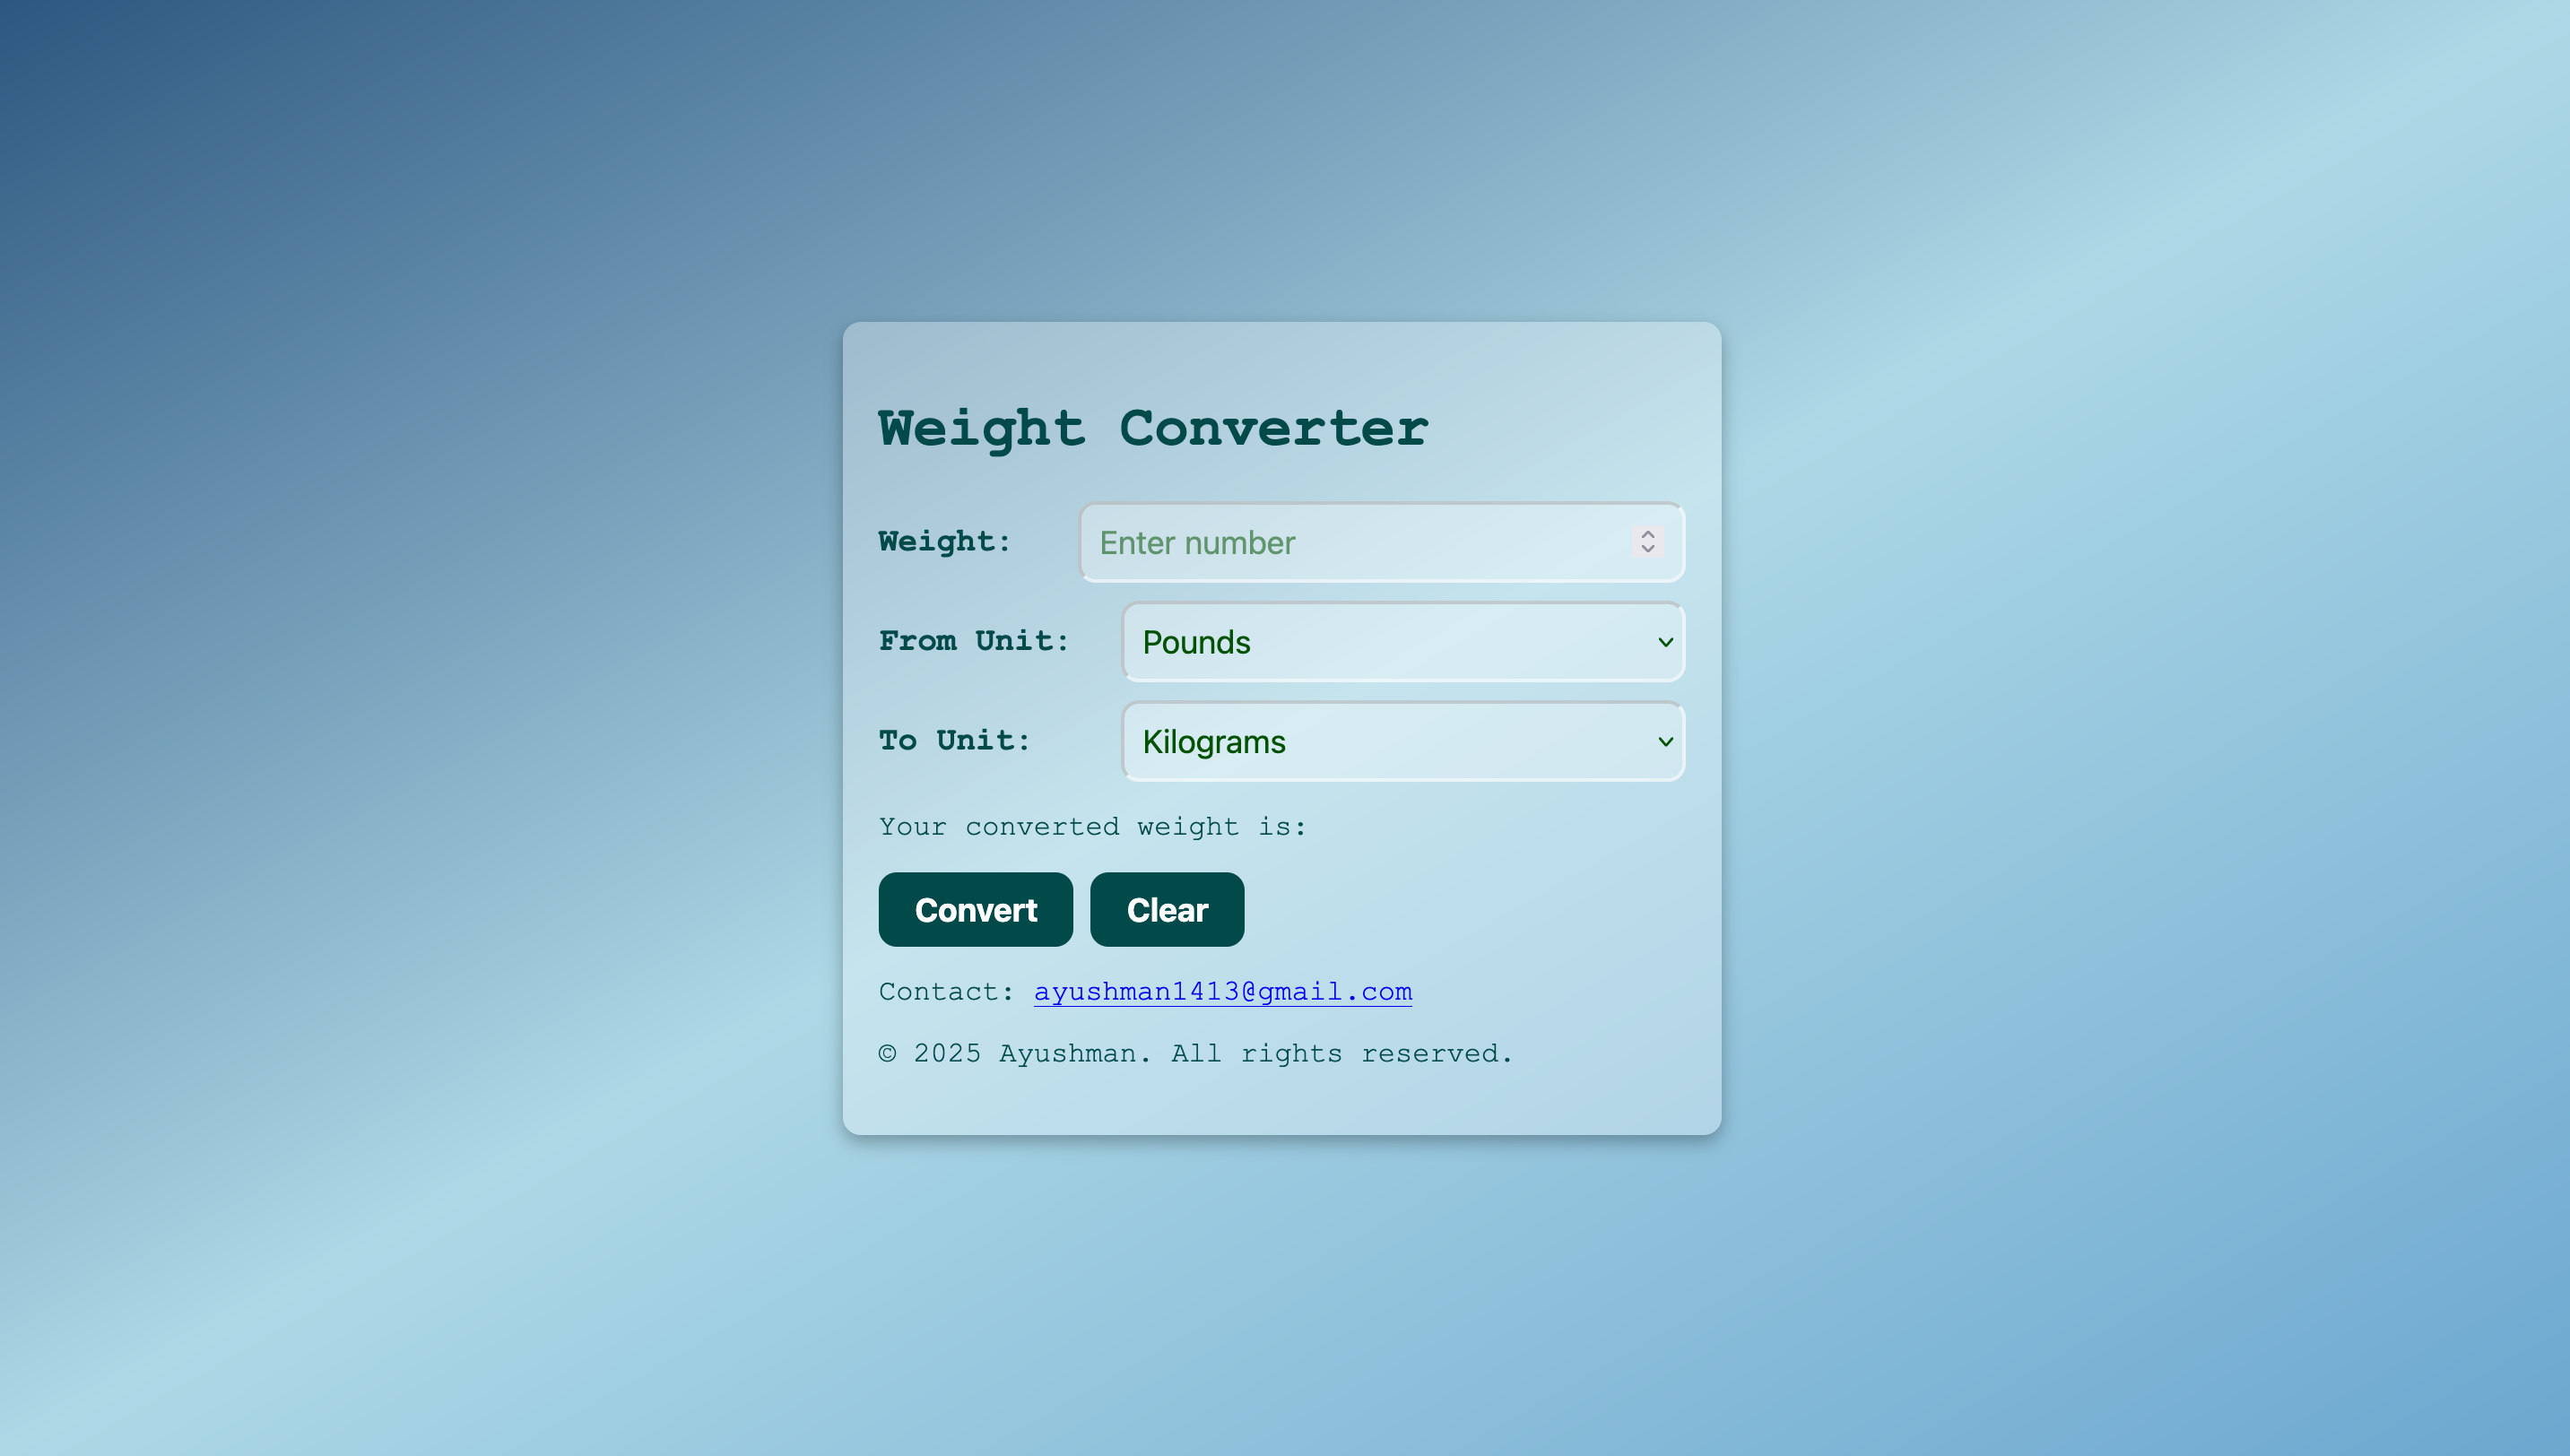 Weight Converter
Weight: Enter number
From Unit: Pounds
To Unit: Kilograms
Your converted weight is:
Convert Clear
Contact: ayushman1413@gmail.com
© 2025 Ayushman. All rights reserved.